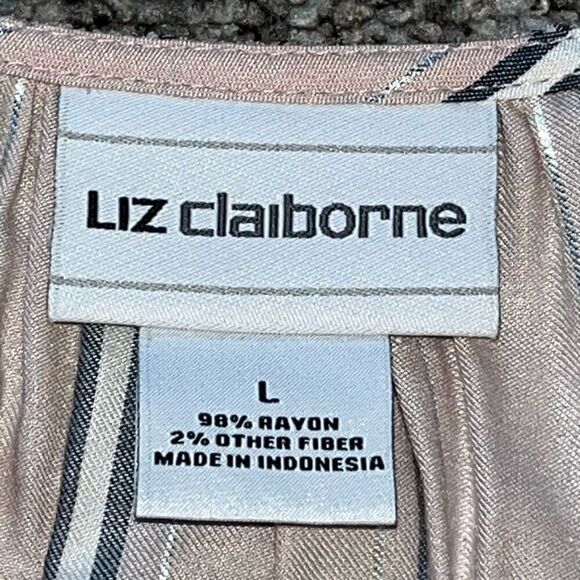 LIZ claiborne
L
98% RAYON
2% OTHER FIBER
MADE IN INDONESIA